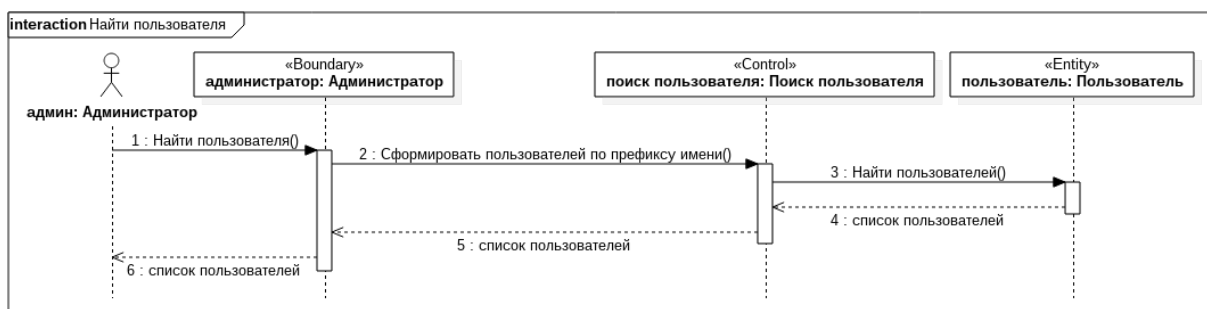 interaction Найти пользователя
«Boundary»
администратор: Администратор
«Control»
поиск пользователя: Поиск пользователя
«Entity»
пользователь: Пользователь
админ: Администратор
1 : Найти пользователя()
2 : Сформировать пользователей по префиксу имени()
3 : Найти пользователей()
4 : список пользователей
5 : список пользователей
6 : список пользователей